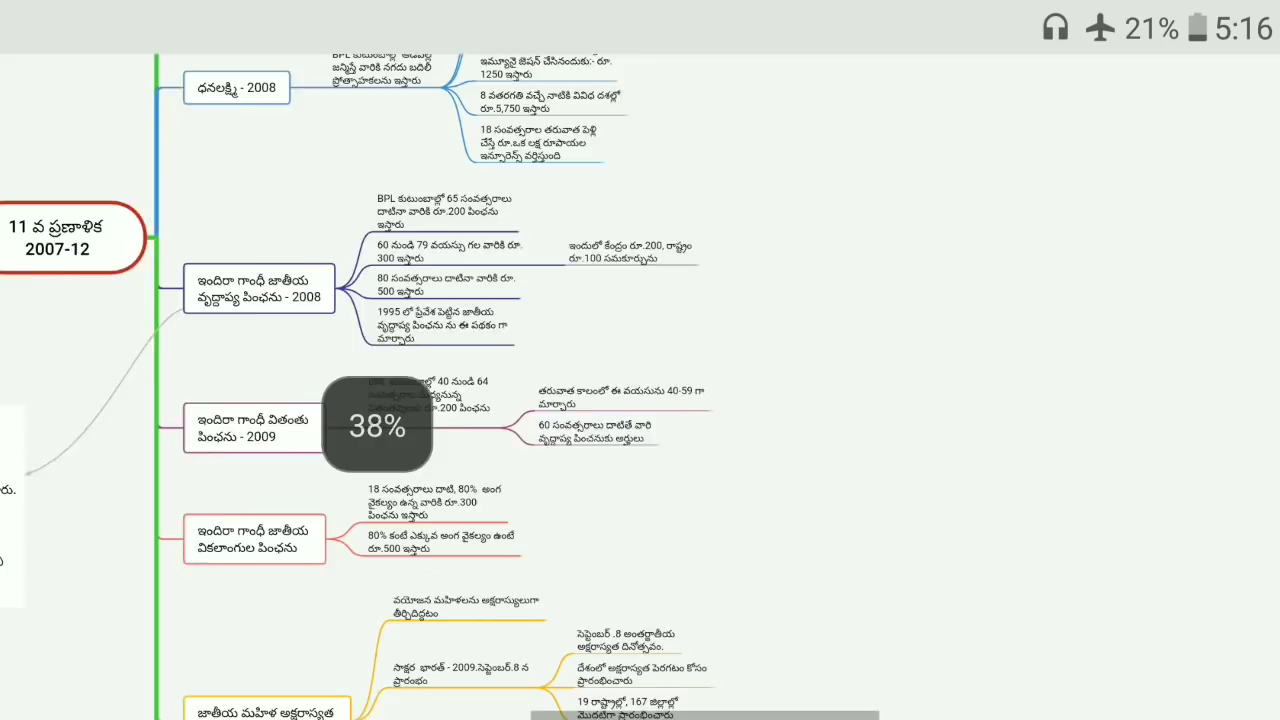 21% 5:16
జన్మిస్తే వారికి నగదు బదిలీ
ప్రోత్సాహకలను ఇస్తారు
ధనలక్ష్మి - 2008
ఇమ్యూనై జెషన్ చేసినందుకు:- రూ.
1250 ఇస్తారు
8 వతరగతి వచ్చే నాటికి వివిధ దశల్లో
రూ.5,750 ఇస్తారు
18 సంవత్సరాల తరువాత పెళ్లి
చేస్తే రూ.ఒక లక్ష రూపాయల
ఇన్సూరెన్స్ వర్తిస్తుంది
11 వ ప్రణాళిక
2007-12
ఇందిరా గాంధీ జాతీయ
వృద్దాప్య పింఛను - 2008
BPL కుటుంబాల్లో 65 సంవత్సరాలు
దాటినా వారికి రూ.200 పింఛను
ఇస్తారు
60 నుండి 79 వయస్సు గల వారికి రూ.
300 ఇస్తారు
ఇందులో కేంద్రం రూ.200, రాష్ట్రం
రూ.100 సమకూర్చును
80 సంవత్సరాలు దాటినా వారికి రూ.
500 ఇస్తారు
1995 లో ప్రేవేశ పెట్టిన జాతీయ
వృద్దాప్య పింఛను ను ఈ పథకం గా
మార్చారు
ఇందిరా గాంధీ వితంతు
పింఛను - 2009
40 నుండి 64
రూ.200 పింఛను
38%
తరువాత కాలంలో ఈ వయసును 40-59 గా
మార్చారు
60 సంవత్సరాలు దాటితే వారి
వృద్దాప్య పించనుకు అర్హులు
రు.
ఇందిరా గాంధీ జాతీయ
వికలాంగుల పింఛను
18 సంవత్సరాలు దాటి, 80% అంగ
వైకల్యం ఉన్న వారికి రూ.300
పింఛను ఇస్తారు
80% కంటే ఎక్కువ అంగ వైకల్యం ఉంటే
రూ.500 ఇస్తారు
వయోజన మహిళలను అక్షరాస్యులుగా
తీర్చిదిద్దటం
సాక్షర భారత్ - 2009.సెప్టెంబర్.8 న
ప్రారంభం
సెప్టెంబర్ .8 అంతర్జాతీయ
అక్షరాస్యత దినోత్సవం.
దేశంలో అక్షరాస్యత పెరగటం కోసం
ప్రారంభించారు
19 రాష్ట్రాల్లో, 167 జిల్లాల్లో
మొదటిగా ప్రారంభించారు
జాతీయ మహిళ అక్షరాస్యత